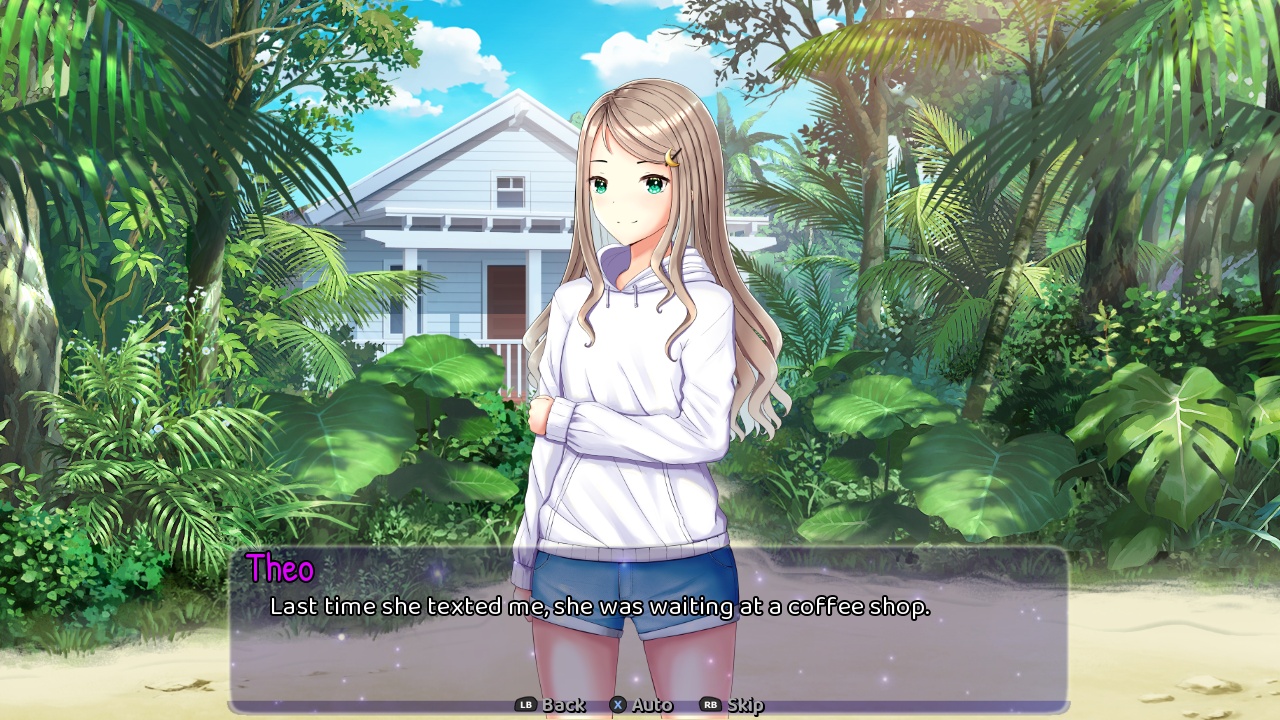 Theo
Last time she texted me, she was waiting at a coffee shop.
LB Back X Auto RB Skip